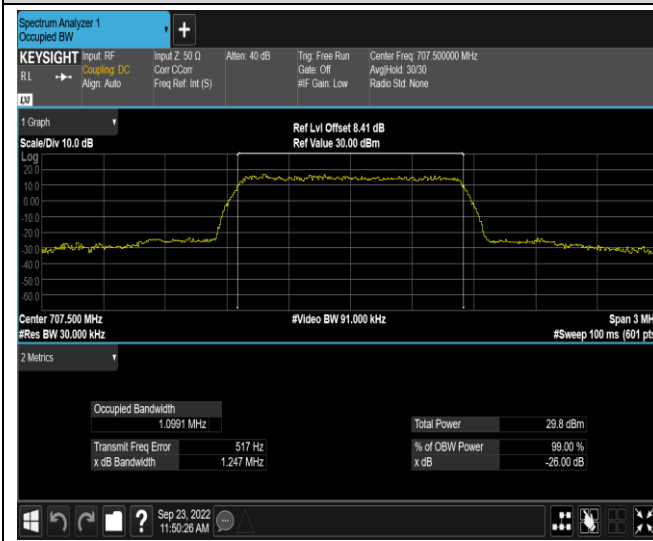 Spectrum Analyzer 1
Occupied BW
+
KEYSIGHT Input: RF Input Z: 50 Ω Atten: 40 dB Trig: Free Run Center Freq: 707.500000 MHz
RL Coupling: DC Corr CCorr Gate: Off Avg|Hold: 30/30
Align: Auto Freq Ref: Int (S) #IF Gain: Low Radio Std: None
LXI
1 Graph
Ref Lvl Offset 8.41 dB
Scale/Div 10.0 dB Ref Value 30.00 dBm
Log
20.0
10.0
0.00
-10.0
-20.0
-30.0
-40.0
-50.0
-60.0
Center 707.500 MHz #Video BW 91.000 kHz Span 3 MH
#Res BW 30.000 kHz #Sweep 100 ms (601 pts
2 Metrics
Occupied Bandwidth
1.0991 MHz Total Power 29.8 dBm
Transmit Freq Error 517 Hz % of OBW Power 99.00 %
x dB Bandwidth 1.247 MHz x dB -26.00 dB
? Sep 23, 2022
11:50:26 AM